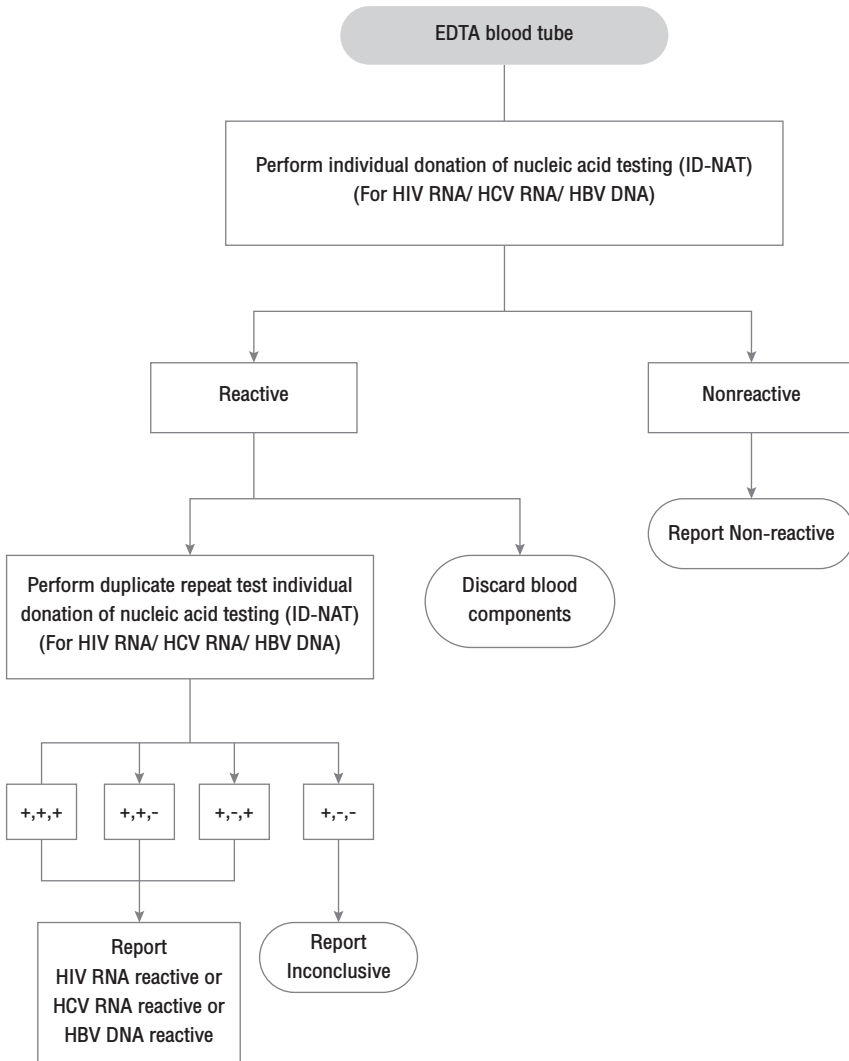 EDTA blood tube
Perform individual donation of nucleic acid testing (ID-NAT)
(For HIV RNA/ HCV RNA/ HBV DNA)
Reactive
Nonreactive
Report Non-reactive
Perform duplicate repeat test individual
donation of nucleic acid testing (ID-NAT)
(For HIV RNA/ HCV RNA/ HBV DNA)
Discard blood
components
+,+,+
+,+,-
+,-,+
+,-,-
Report
HIV RNA reactive or
HCV RNA reactive or
HBV DNA reactive
Report
Inconclusive